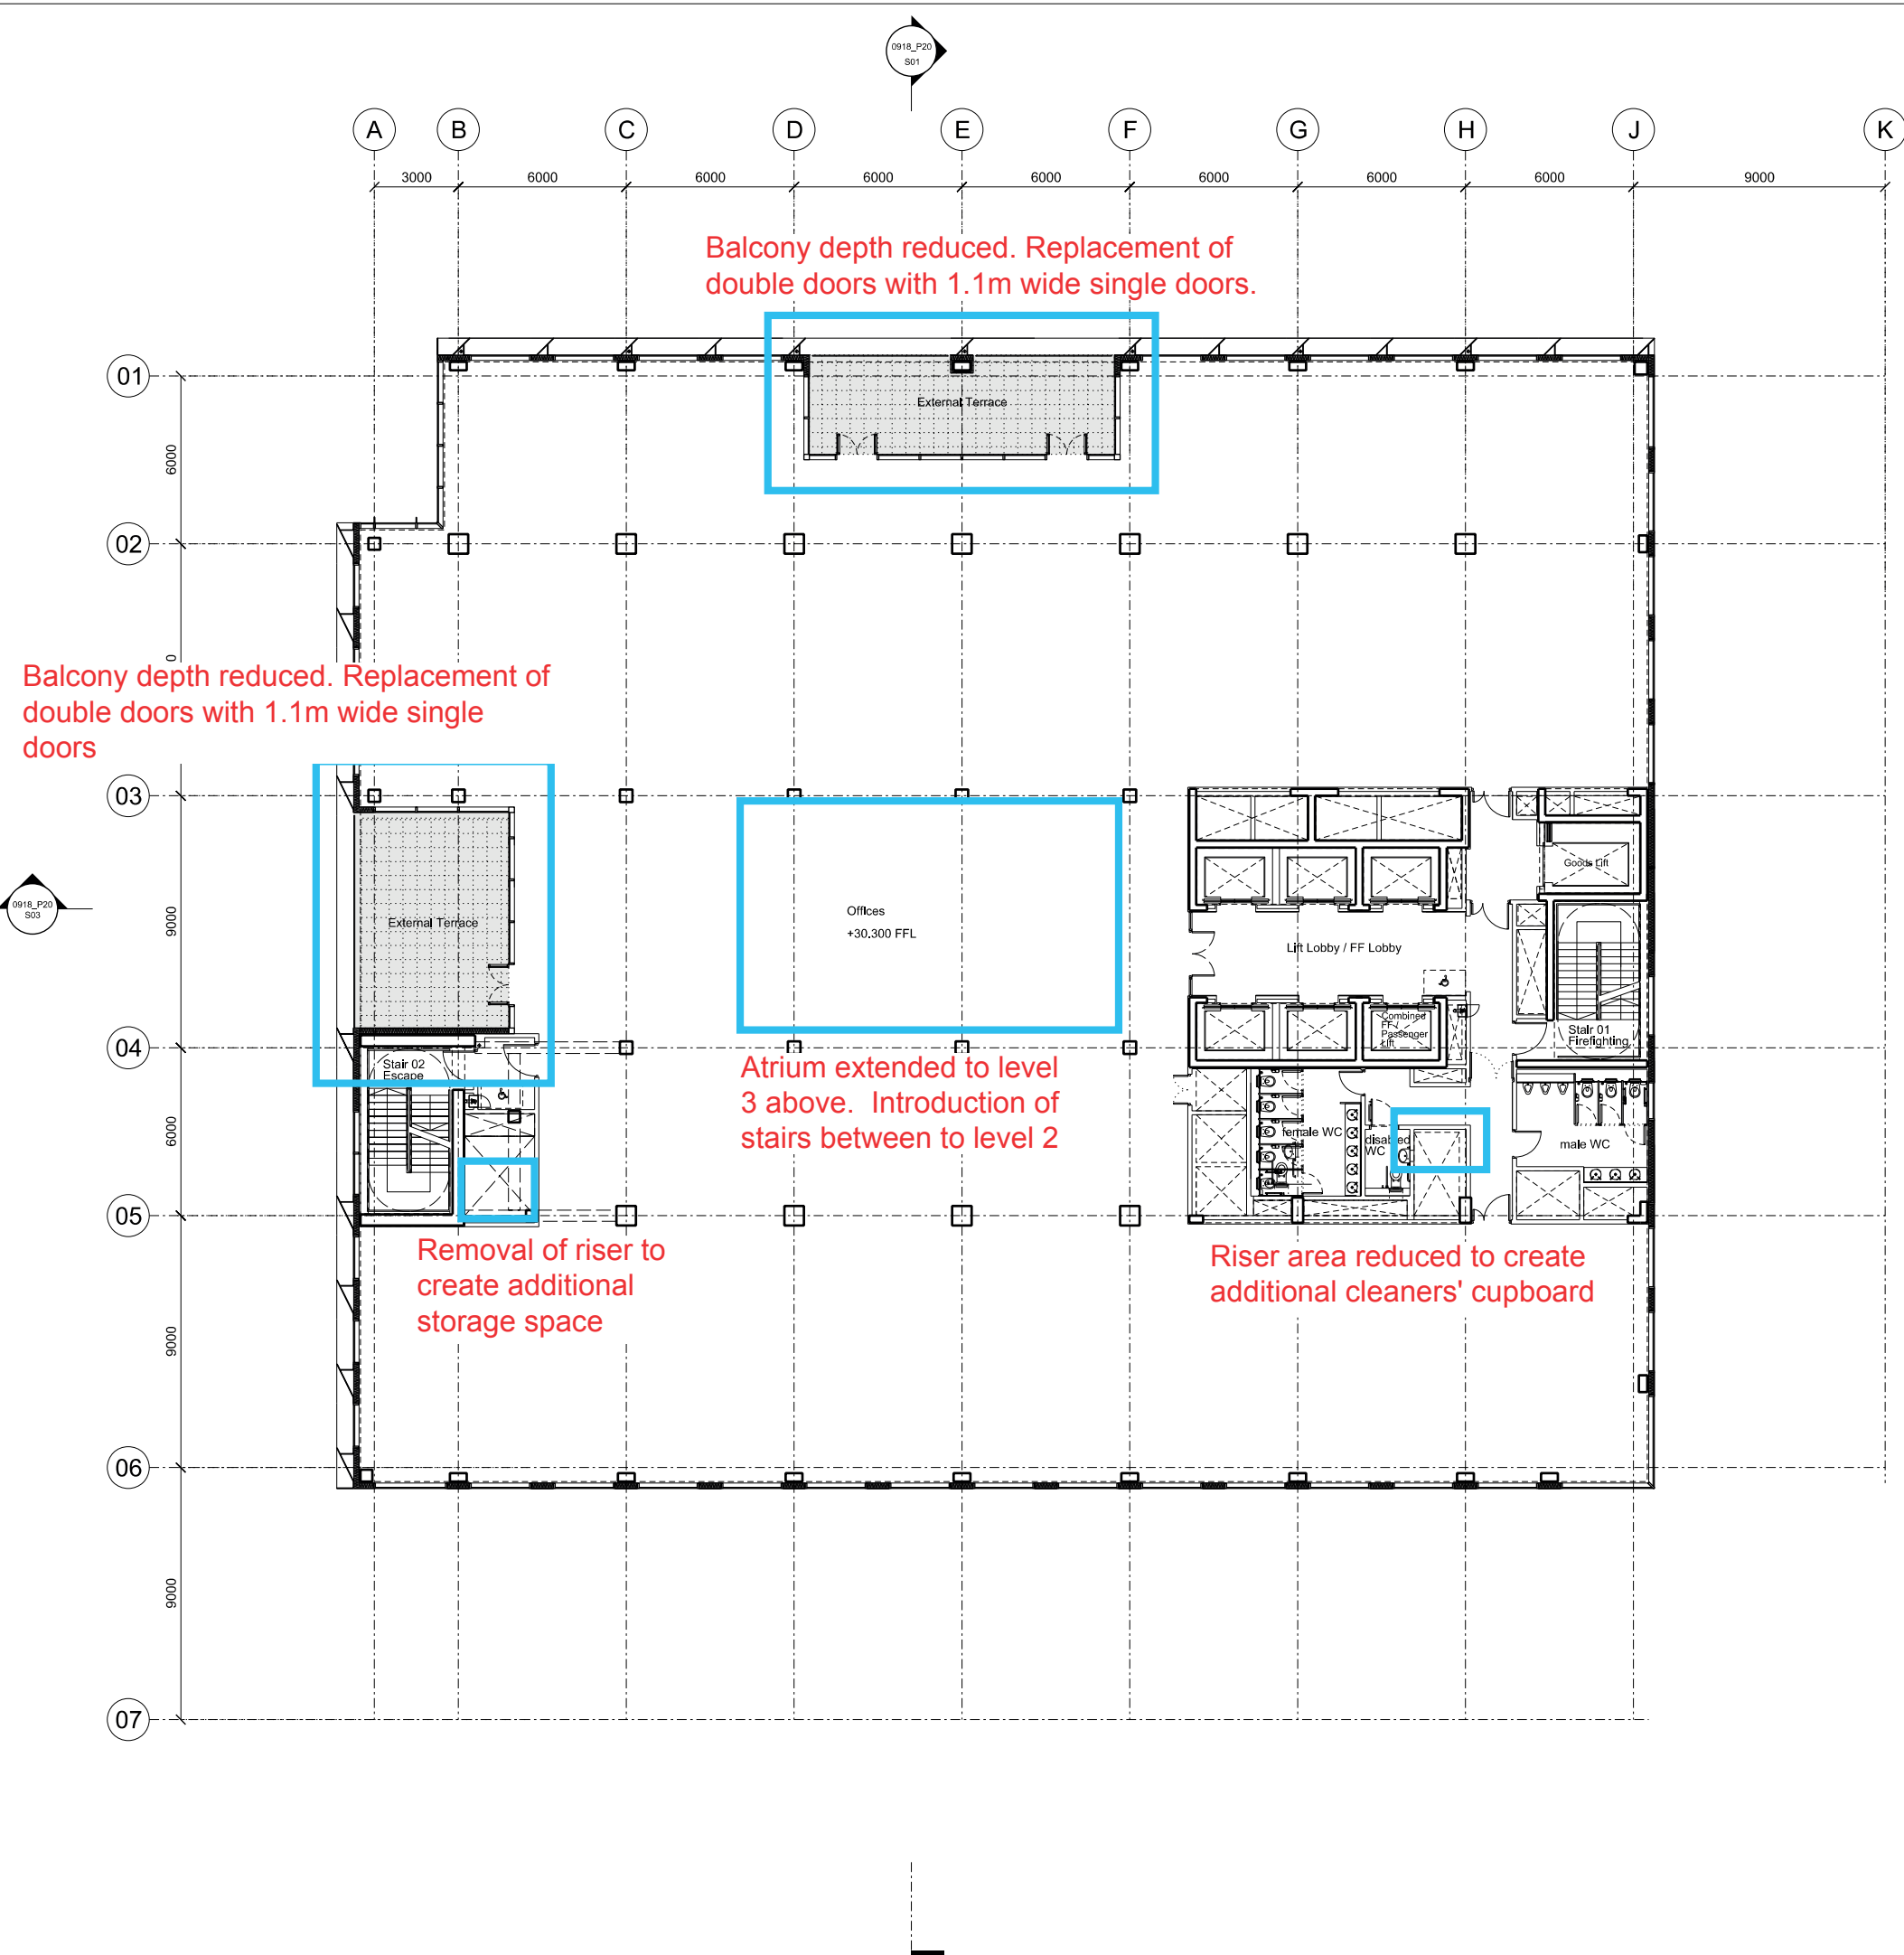 0918_P20
S01
A
B
C
D
E
F
G
H
J
K
3000
6000
6000
6000
6000
6000
6000
6000
9000
Balcony depth reduced. Replacement of
double doors with 1.1m wide single doors.
01
External Terrace
6000
02
0
Balcony depth reduced. Replacement of
double doors with 1.1m wide single
doors
03
Goods Lift
0918_P20
S03
9000
External Terrace
Offices
+30.300 FFL
Lift Lobby / FF Lobby
Combined
FF /
Passenger
Lift
Stair 01
Firefighting
04
Stair 02
Escape
Atrium extended to level
3 above. Introduction of
stairs between to level 2
6000
female WC
disabled
WC
male WC
05
Removal of riser to
create additional
storage space
Riser area reduced to create
additional cleaners' cupboard
9000
06
9000
07